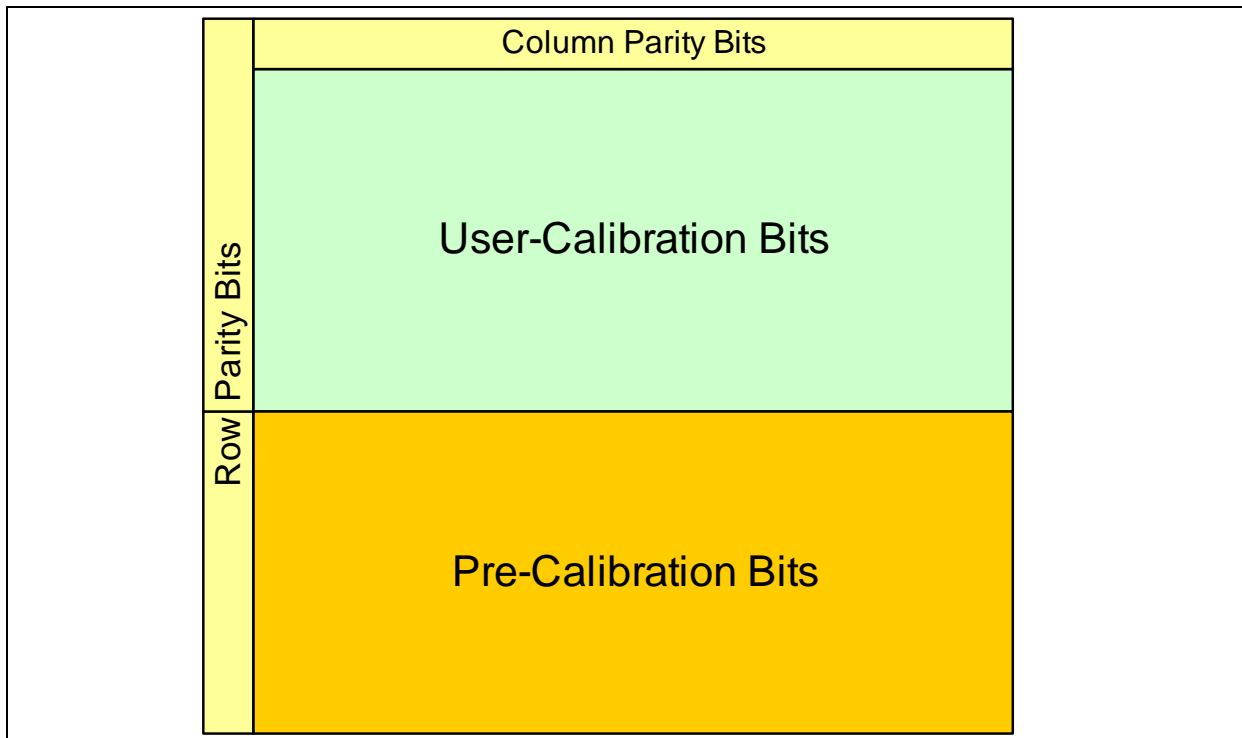 Column Parity Bits
User-Calibration Bits
Row Parity Bits
Pre-Calibration Bits